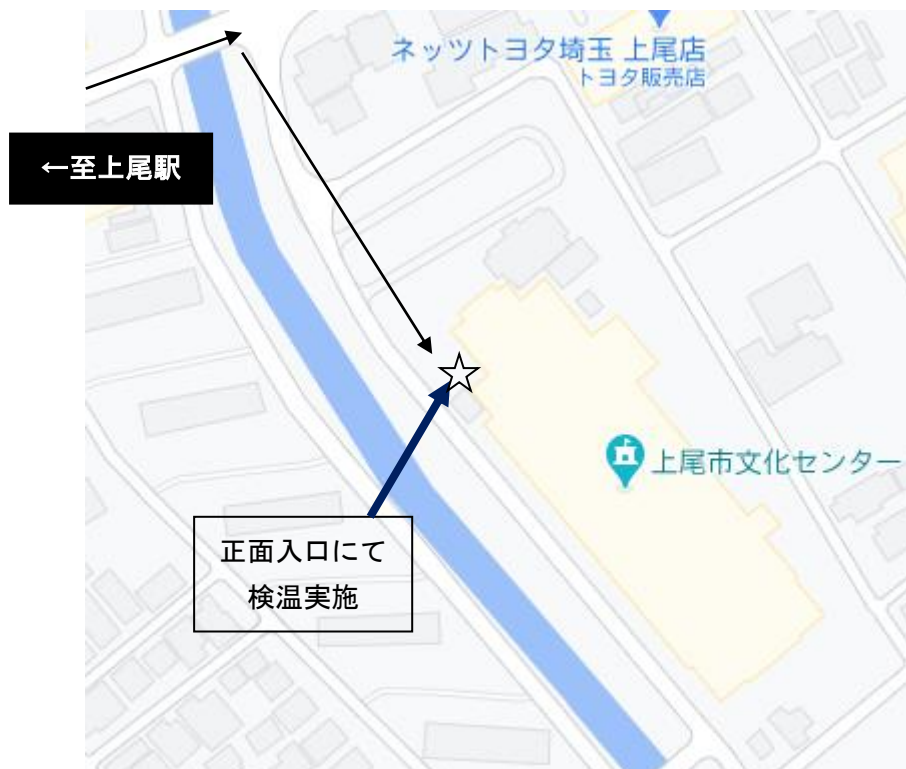 ネッツトヨタ埼玉 上尾店
トヨタ販売店
←至上尾駅
上尾市文化センター
正面入口にて
検温実施